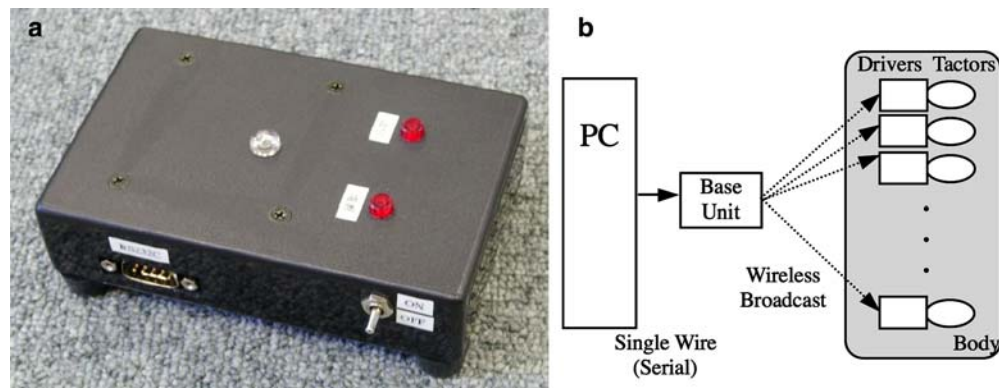 a
RS232C
ON
OFF
b
PC
Base
Unit
Drivers Tactors
Wireless
Broadcast
Single Wire
(Serial)
Body